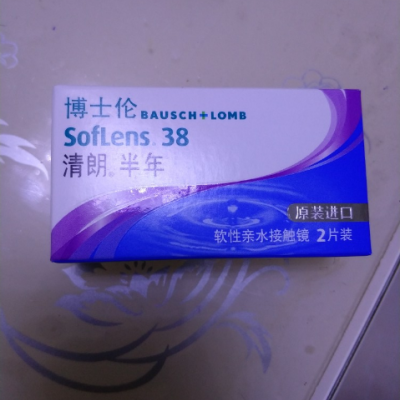 博士伦 BAUSCH+LOMB
SofLens® 38
清朗® 半年
原装进口
软性亲水接触镜 2片装